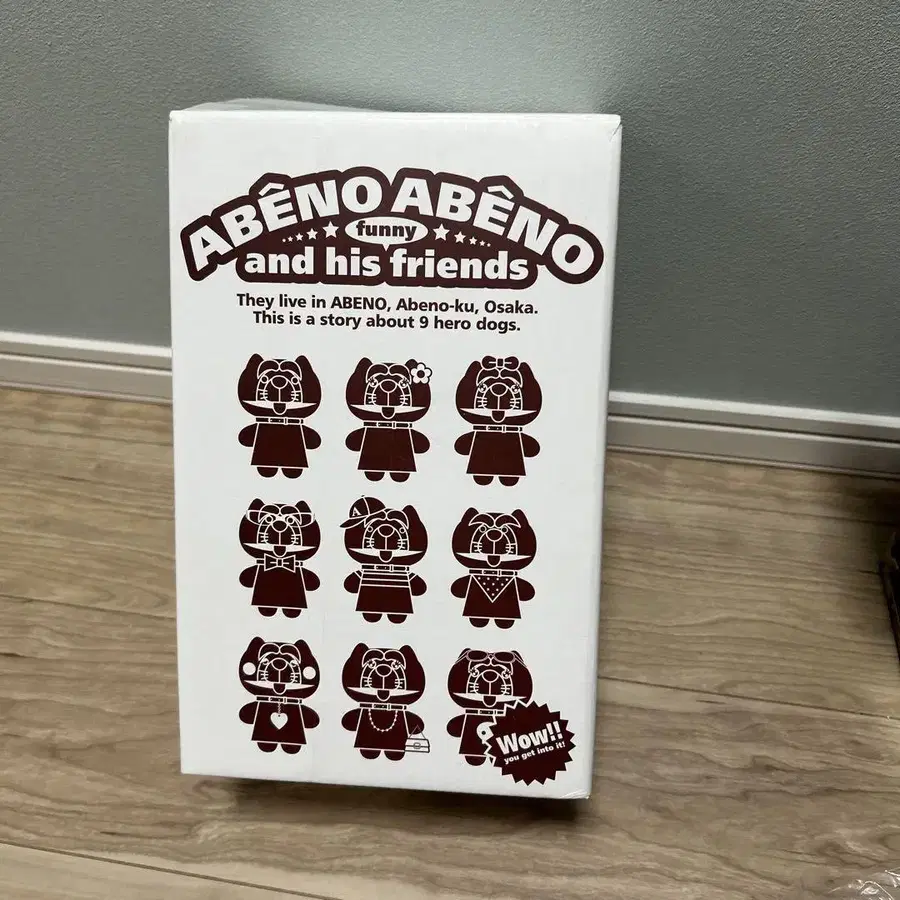 ABÊNO ABÊNO
funny
and his friends
They live in ABENO, Abeno-ku, Osaka.
This is a story about 9 hero dogs.
A
Wow!!
you get into it!